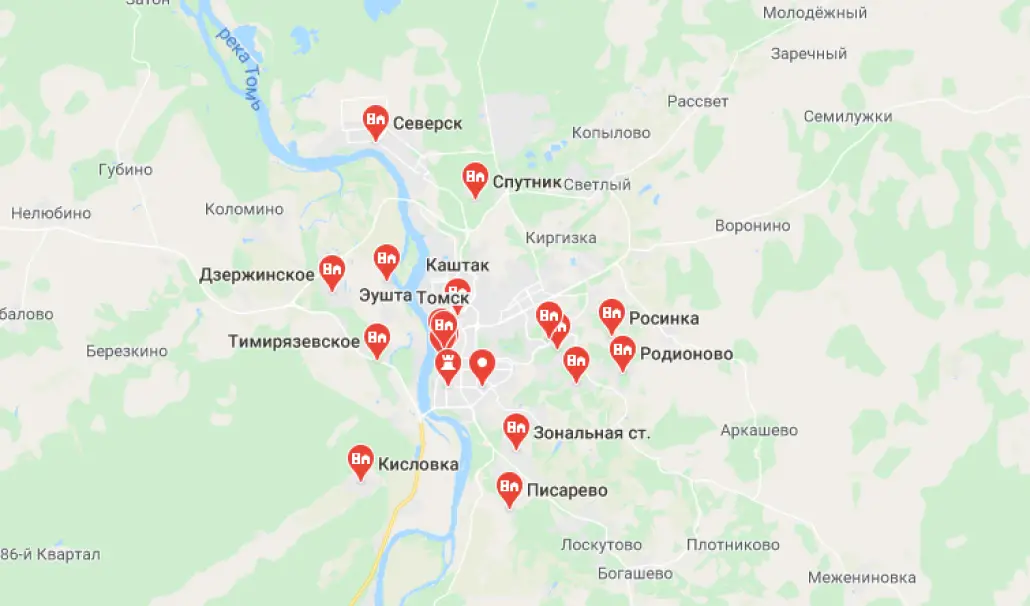 Затон
Молодёжный
река Томь
Заречный
Рассвет
Семилужки
Северск
Копылово
Губино
Спутник
Светлый
Нелюбино
Коломино
Воронино
Киргизка
Каштак
Дзержинское
Эушта
Томск
балово
Росинка
Тимирязевское
Березкино
Родионово
Аркашево
Зональная ст.
Кисловка
Писарево
86-й Квартал
Лоскутово
Плотниково
Богашево
Межениновка